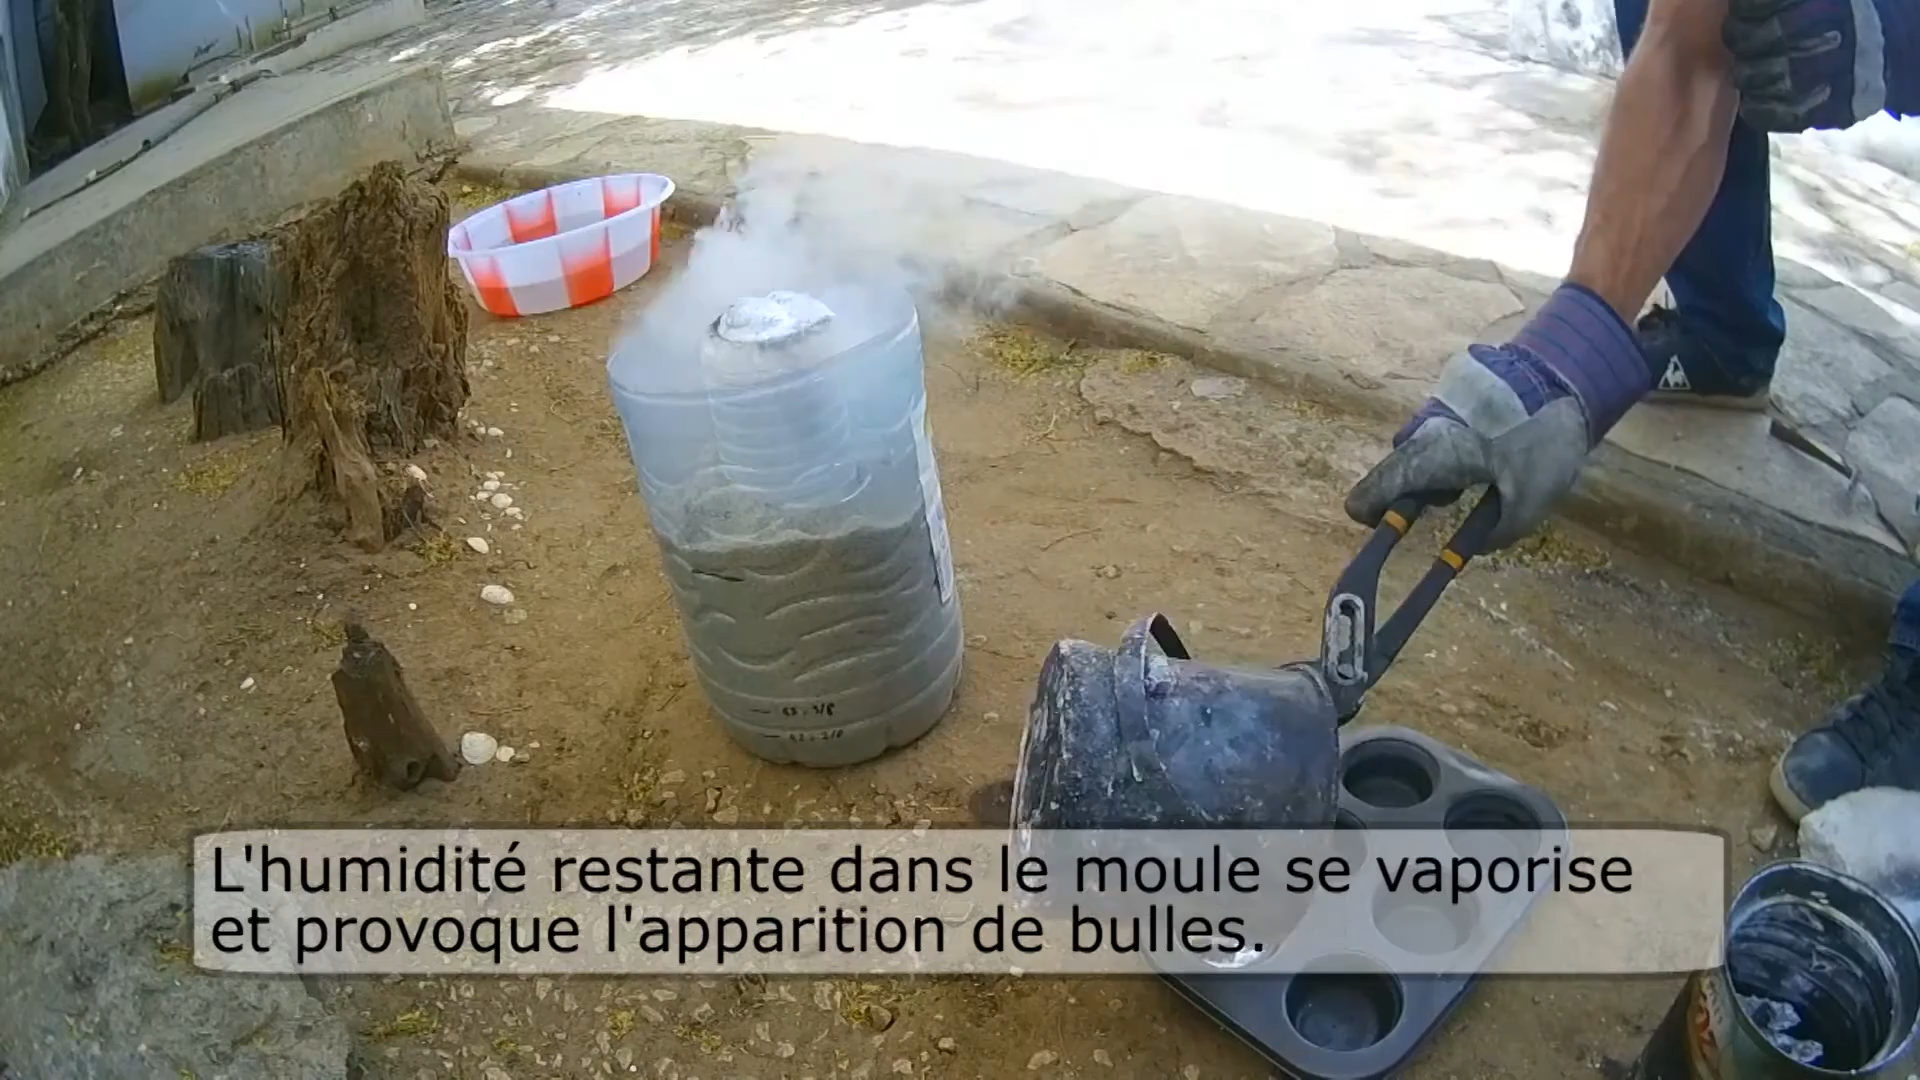 L'humidité restante dans le moule se vaporise
et provoque l'apparition de bulles.